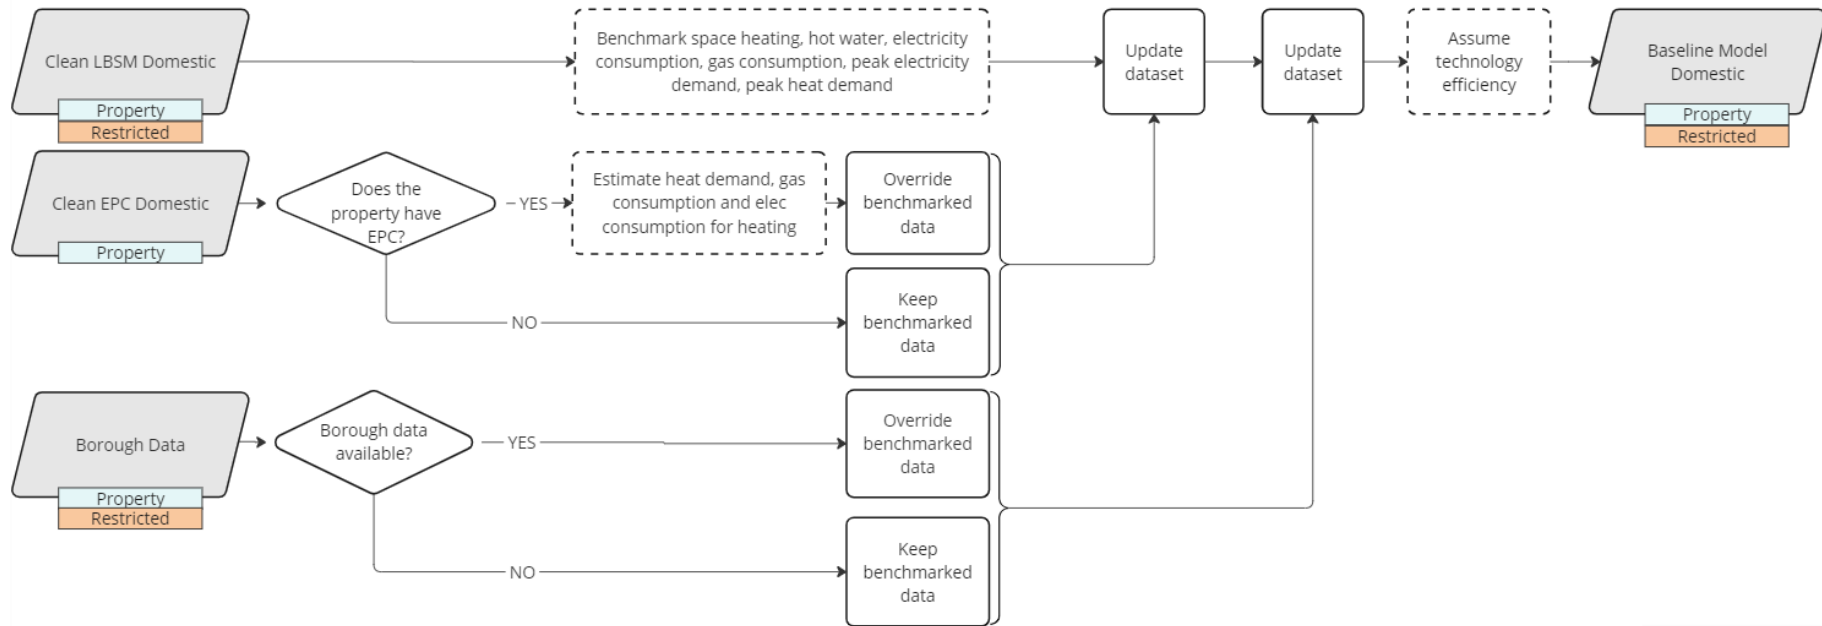 Clean LBSM Domestic
Property
Restricted
Benchmark space heating, hot water, electricity
consumption, gas consumption, peak electricity
demand, peak heat demand
Update
dataset
Update
dataset
Assume
technology
efficiency
Baseline Model
Domestic
Property
Restricted
Clean EPC Domestic
Property
Does the
property have
EPC?
YES
Estimate heat demand, gas
consumption and elec
consumption for heating
Override
benchmarked
data
NO
Keep
benchmarked
data
Borough Data
Property
Restricted
Borough data
available?
YES
Override
benchmarked
data
NO
Keep
benchmarked
data